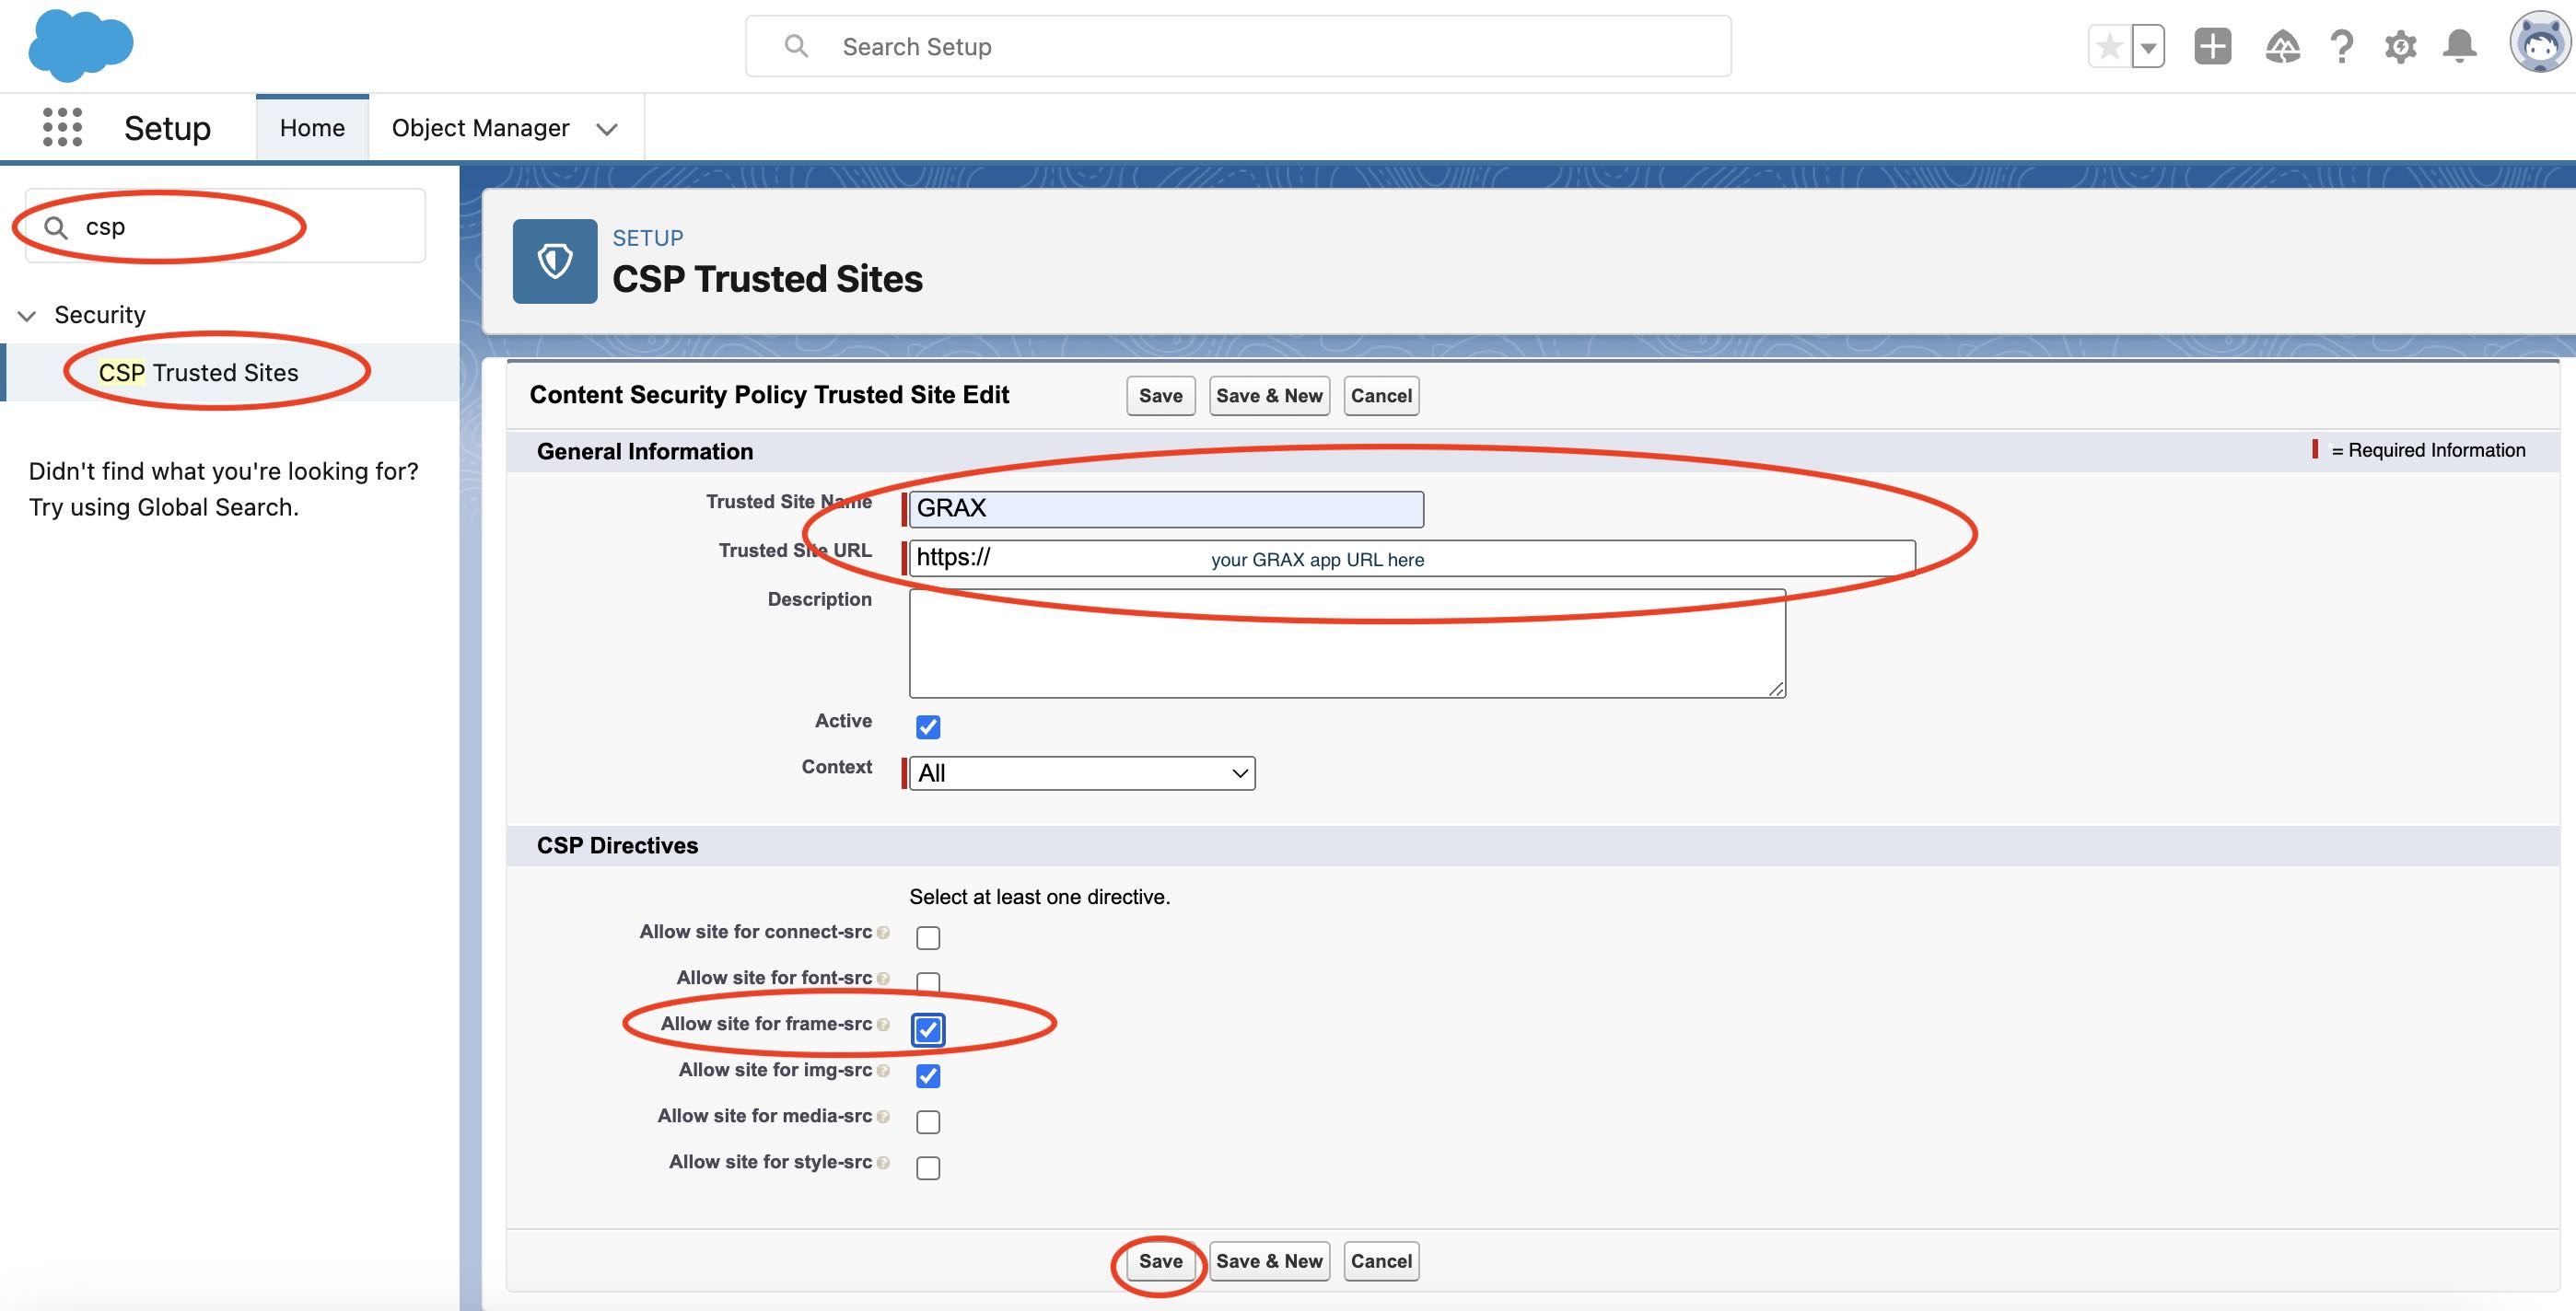 Search Setup
Setup
Home
Object Manager
csp
Security
CSP Trusted Sites
Didn't find what you're looking for?
Try using Global Search.
SETUP
CSP Trusted Sites
Content Security Policy Trusted Site Edit
Save
Save & New
Cancel
General Information
= Required Information
Trusted Site Name
GRAX
Trusted Site URL
https://
your GRAX app URL here
Description
Active
Context
All
CSP Directives
Select at least one directive.
Allow site for connect-src
Allow site for font-src
Allow site for frame-src
Allow site for img-src
Allow site for media-src
Allow site for style-src
Save
Save & New
Cancel